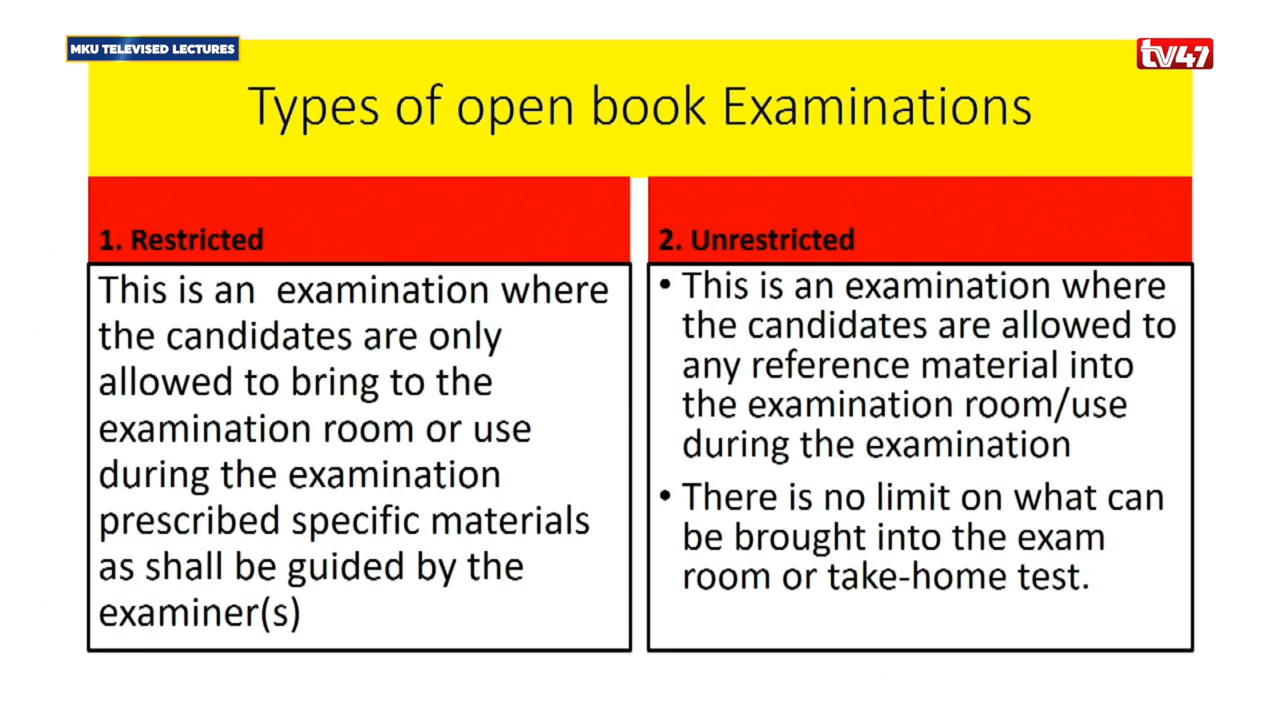 MKU TELEVISED LECTURES
tv47
Types of open book Examinations
1. Restricted
This is an examination where
the candidates are only
allowed to bring to the
examination room or use
during the examination
prescribed specific materials
as shall be guided by the
examiner(s)
2. Unrestricted
• This is an examination where
the candidates are allowed to
any reference material into
the examination room/use
during the examination
• There is no limit on what can
be brought into the exam
room or take-home test.